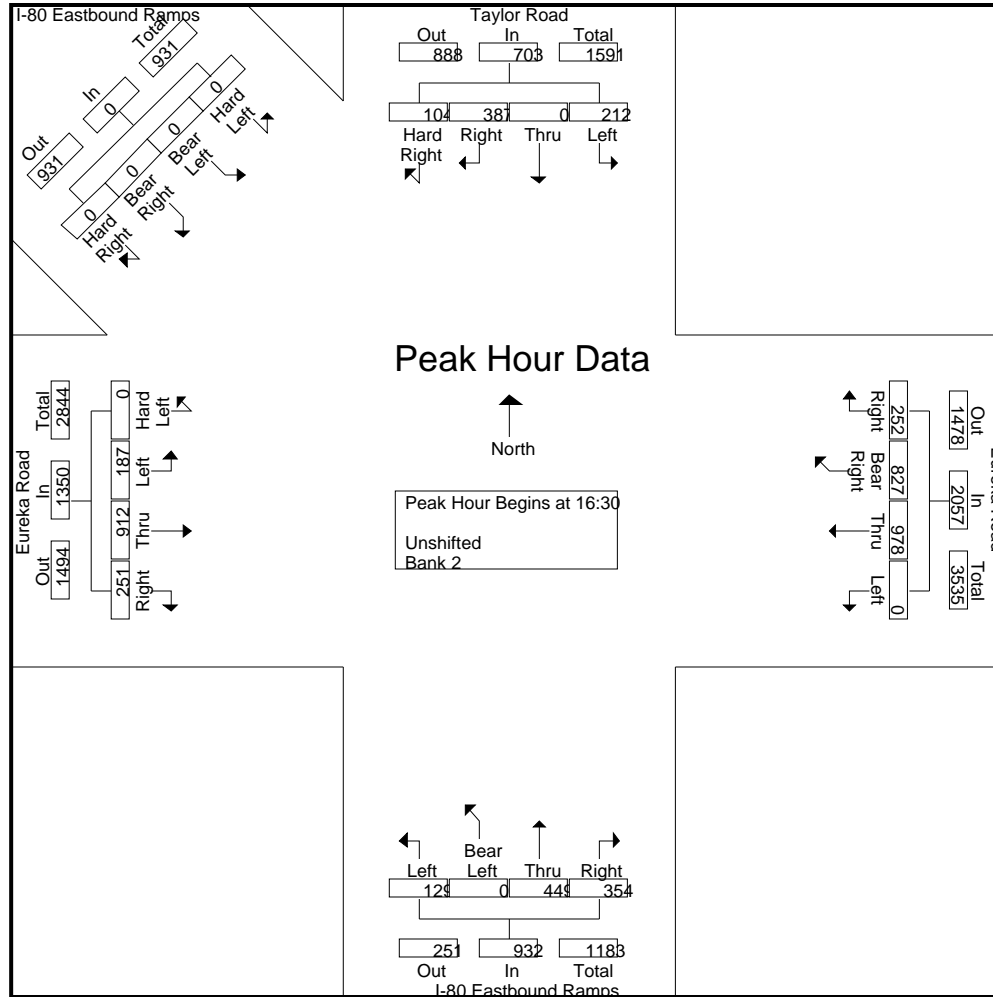 I-80 Eastbound Ramps
Total
931
In
0
Out
931
0
Hard
Left
0
Bear
Left
0
Bear
Right
0
Hard
Right
Taylor Road
Out In Total
888 703 1591
104 387 0 212
Hard
Right Right Thru Left
Peak Hour Data
North
Peak Hour Begins at 16:30
Unshifted
Bank 2
Eureka Road
Total
2844
In
1350
Out
1494
0
Hard
Left
187
Left
912
Thru
251
Right
Right
252
Bear
Right
827
Thru
978
Left
0
Out
1478
In
2057
Total
3535
Eureka Road
Left Bear
Left Thru Right
129 0 449 354
251 932 1183
Out In Total
I-80 Eastbound Ramps